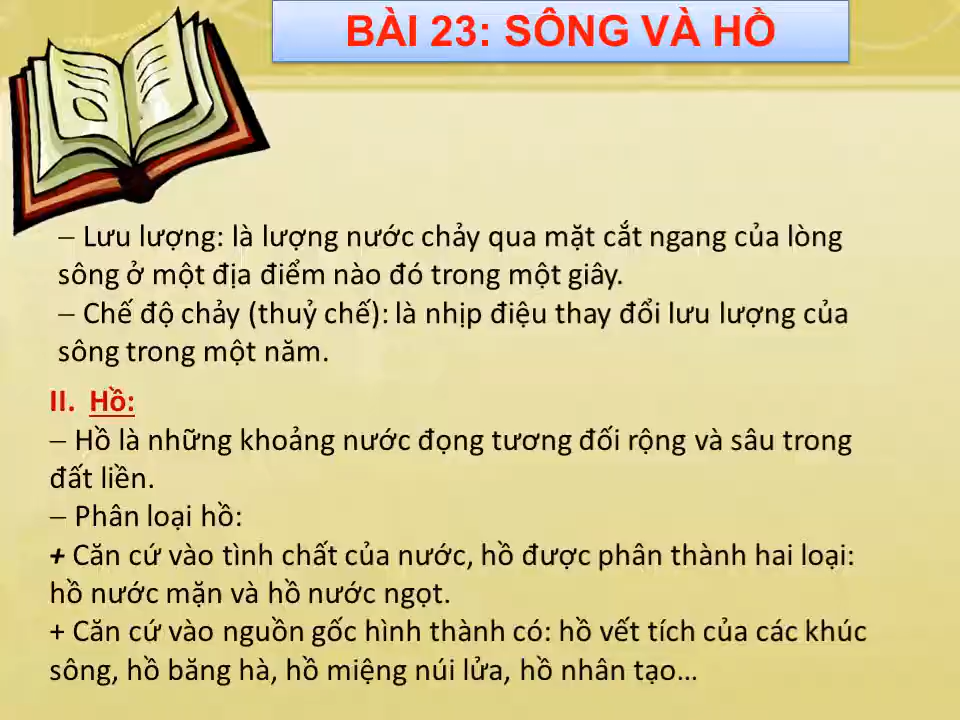 BÀI 23: SÔNG VÀ HỒ
– Lưu lượng: là lượng nước chảy qua mặt cắt ngang của lòng
sông ở một địa điểm nào đó trong một giây.
– Chế độ chảy (thuỷ chế): là nhịp điệu thay đổi lưu lượng của
sông trong một năm.
II. Hồ:
– Hồ là những khoảng nước đọng tương đối rộng và sâu trong
đất liền.
– Phân loại hồ:
+ Căn cứ vào tình chất của nước, hồ được phân thành hai loại:
hồ nước mặn và hồ nước ngọt.
+ Căn cứ vào nguồn gốc hình thành có: hồ vết tích của các khúc
sông, hồ băng hà, hồ miệng núi lửa, hồ nhân tạo…